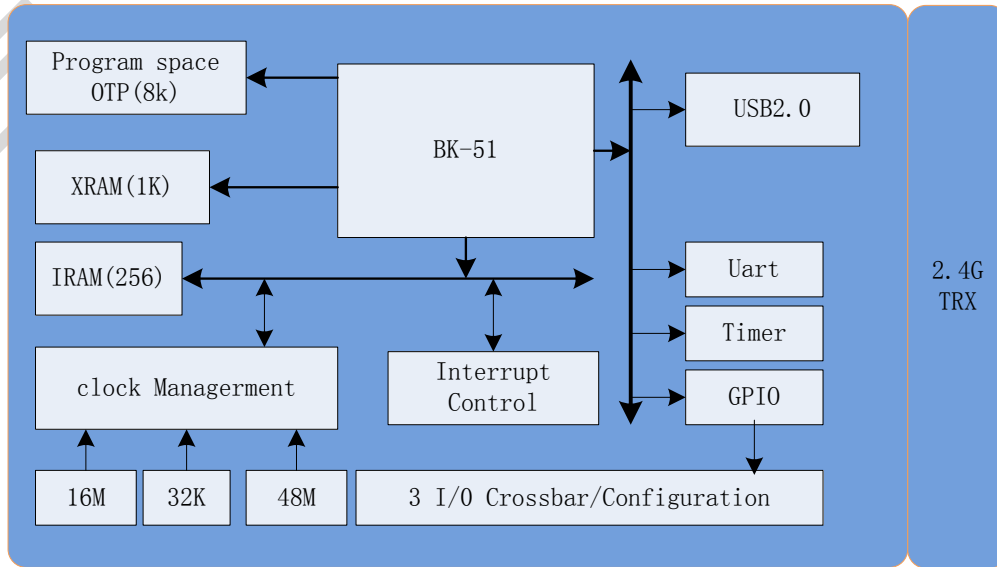 Program space
OTP(8k)
BK-51
USB2.0
XRAM(1K)
IRAM(256)
Uart
2.4G
TRX
Timer
clock Managerment
Interrupt
Control
GPIO
16M
32K
48M
3 I/O Crossbar/Configuration